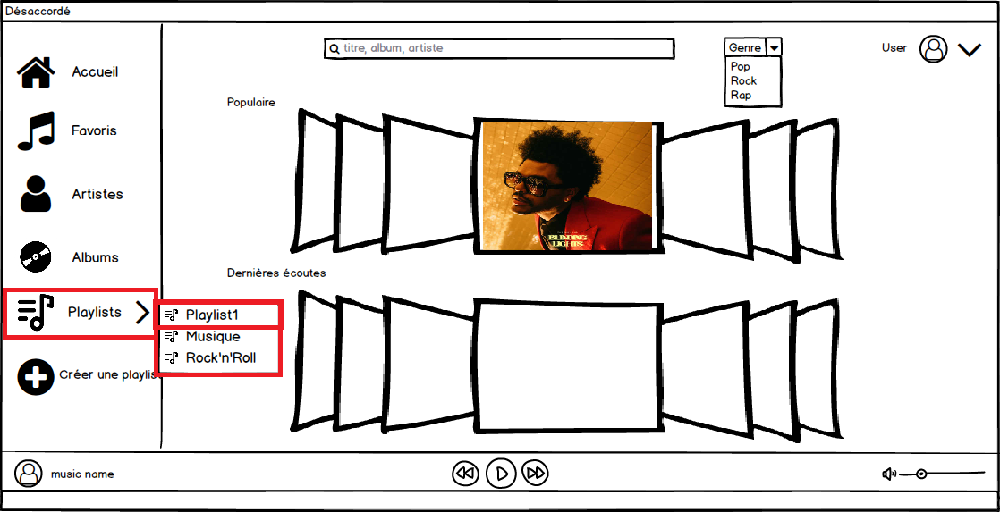 Désaccordé
titre, album, artiste
Genre
Pop
Rock
Rap
User
Accueil
Favoris
Artistes
Albums
Playlists
Créer une playlis
Playlist1
Musique
Rock'n'Roll
Populaire
BLINDING
LIGHTS
Dernières écoutes
music name